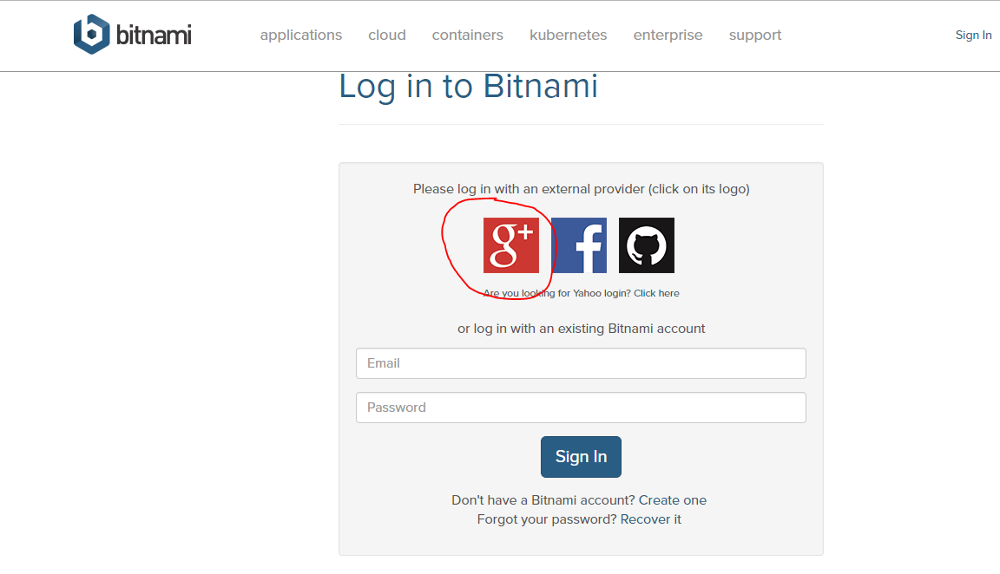 bitnami
applications cloud containers kubernetes enterprise support Sign In
Log in to Bitnami
Please log in with an external provider (click on its logo)
g+ f
Are you looking for Yahoo login? Click here
or log in with an existing Bitnami account
Email
Password
Sign In
Don't have a Bitnami account? Create one
Forgot your password? Recover it